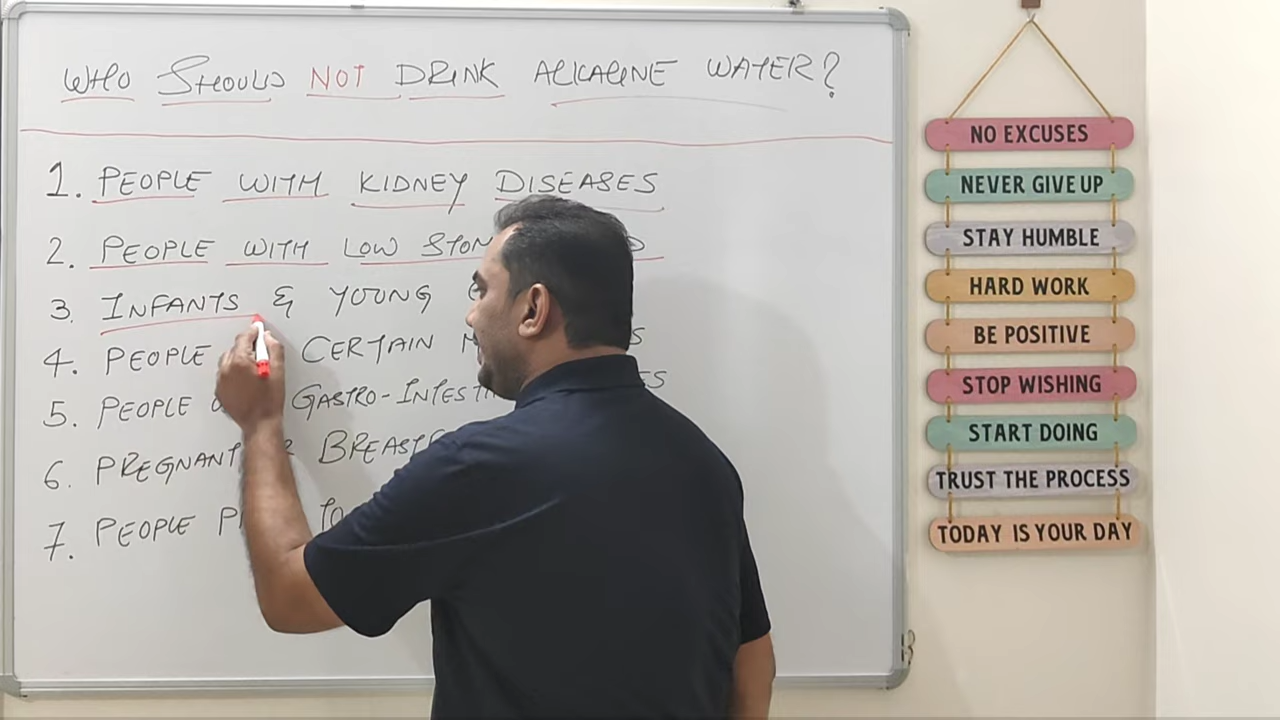 WHO SHOULD NOT DRINK ALKALINE WATER?
1. PEOPLE WITH KIDNEY DISEASES
2. PEOPLE WITH LOW
3. INFANTS & YOUNG
4. PEOPLE CERTAIN
5. PEOPLE GASTRO-
6. PREGNANT
7. PEOPLE
NO EXCUSES
NEVER GIVE UP
STAY HUMBLE
HARD WORK
BE POSITIVE
STOP WISHING
START DOING
TRUST THE PROCESS
TODAY IS YOUR DAY